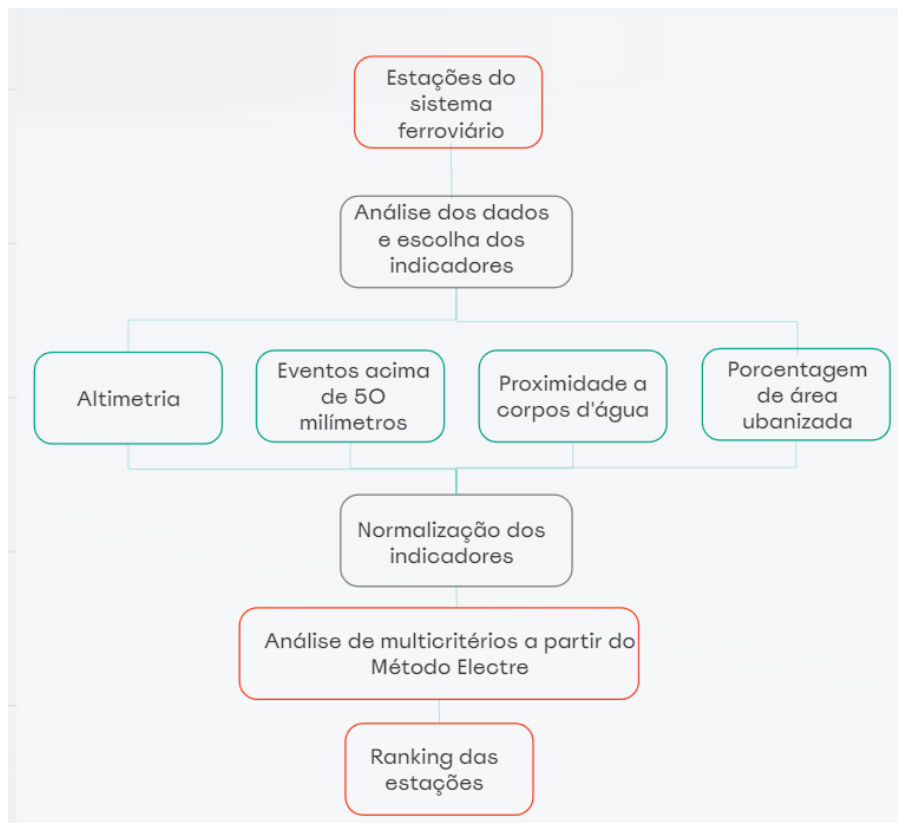 Estações do
sistema
ferroviário
Análise dos dados
e escolha dos
indicadores
Altimetria
Eventos acima
de 50
milímetros
Proximidade a
corpos d'água
Porcentagem
de área
ubanizada
Normalização dos
indicadores
Análise de multicritérios a partir do
Método Electre
Ranking das
estações